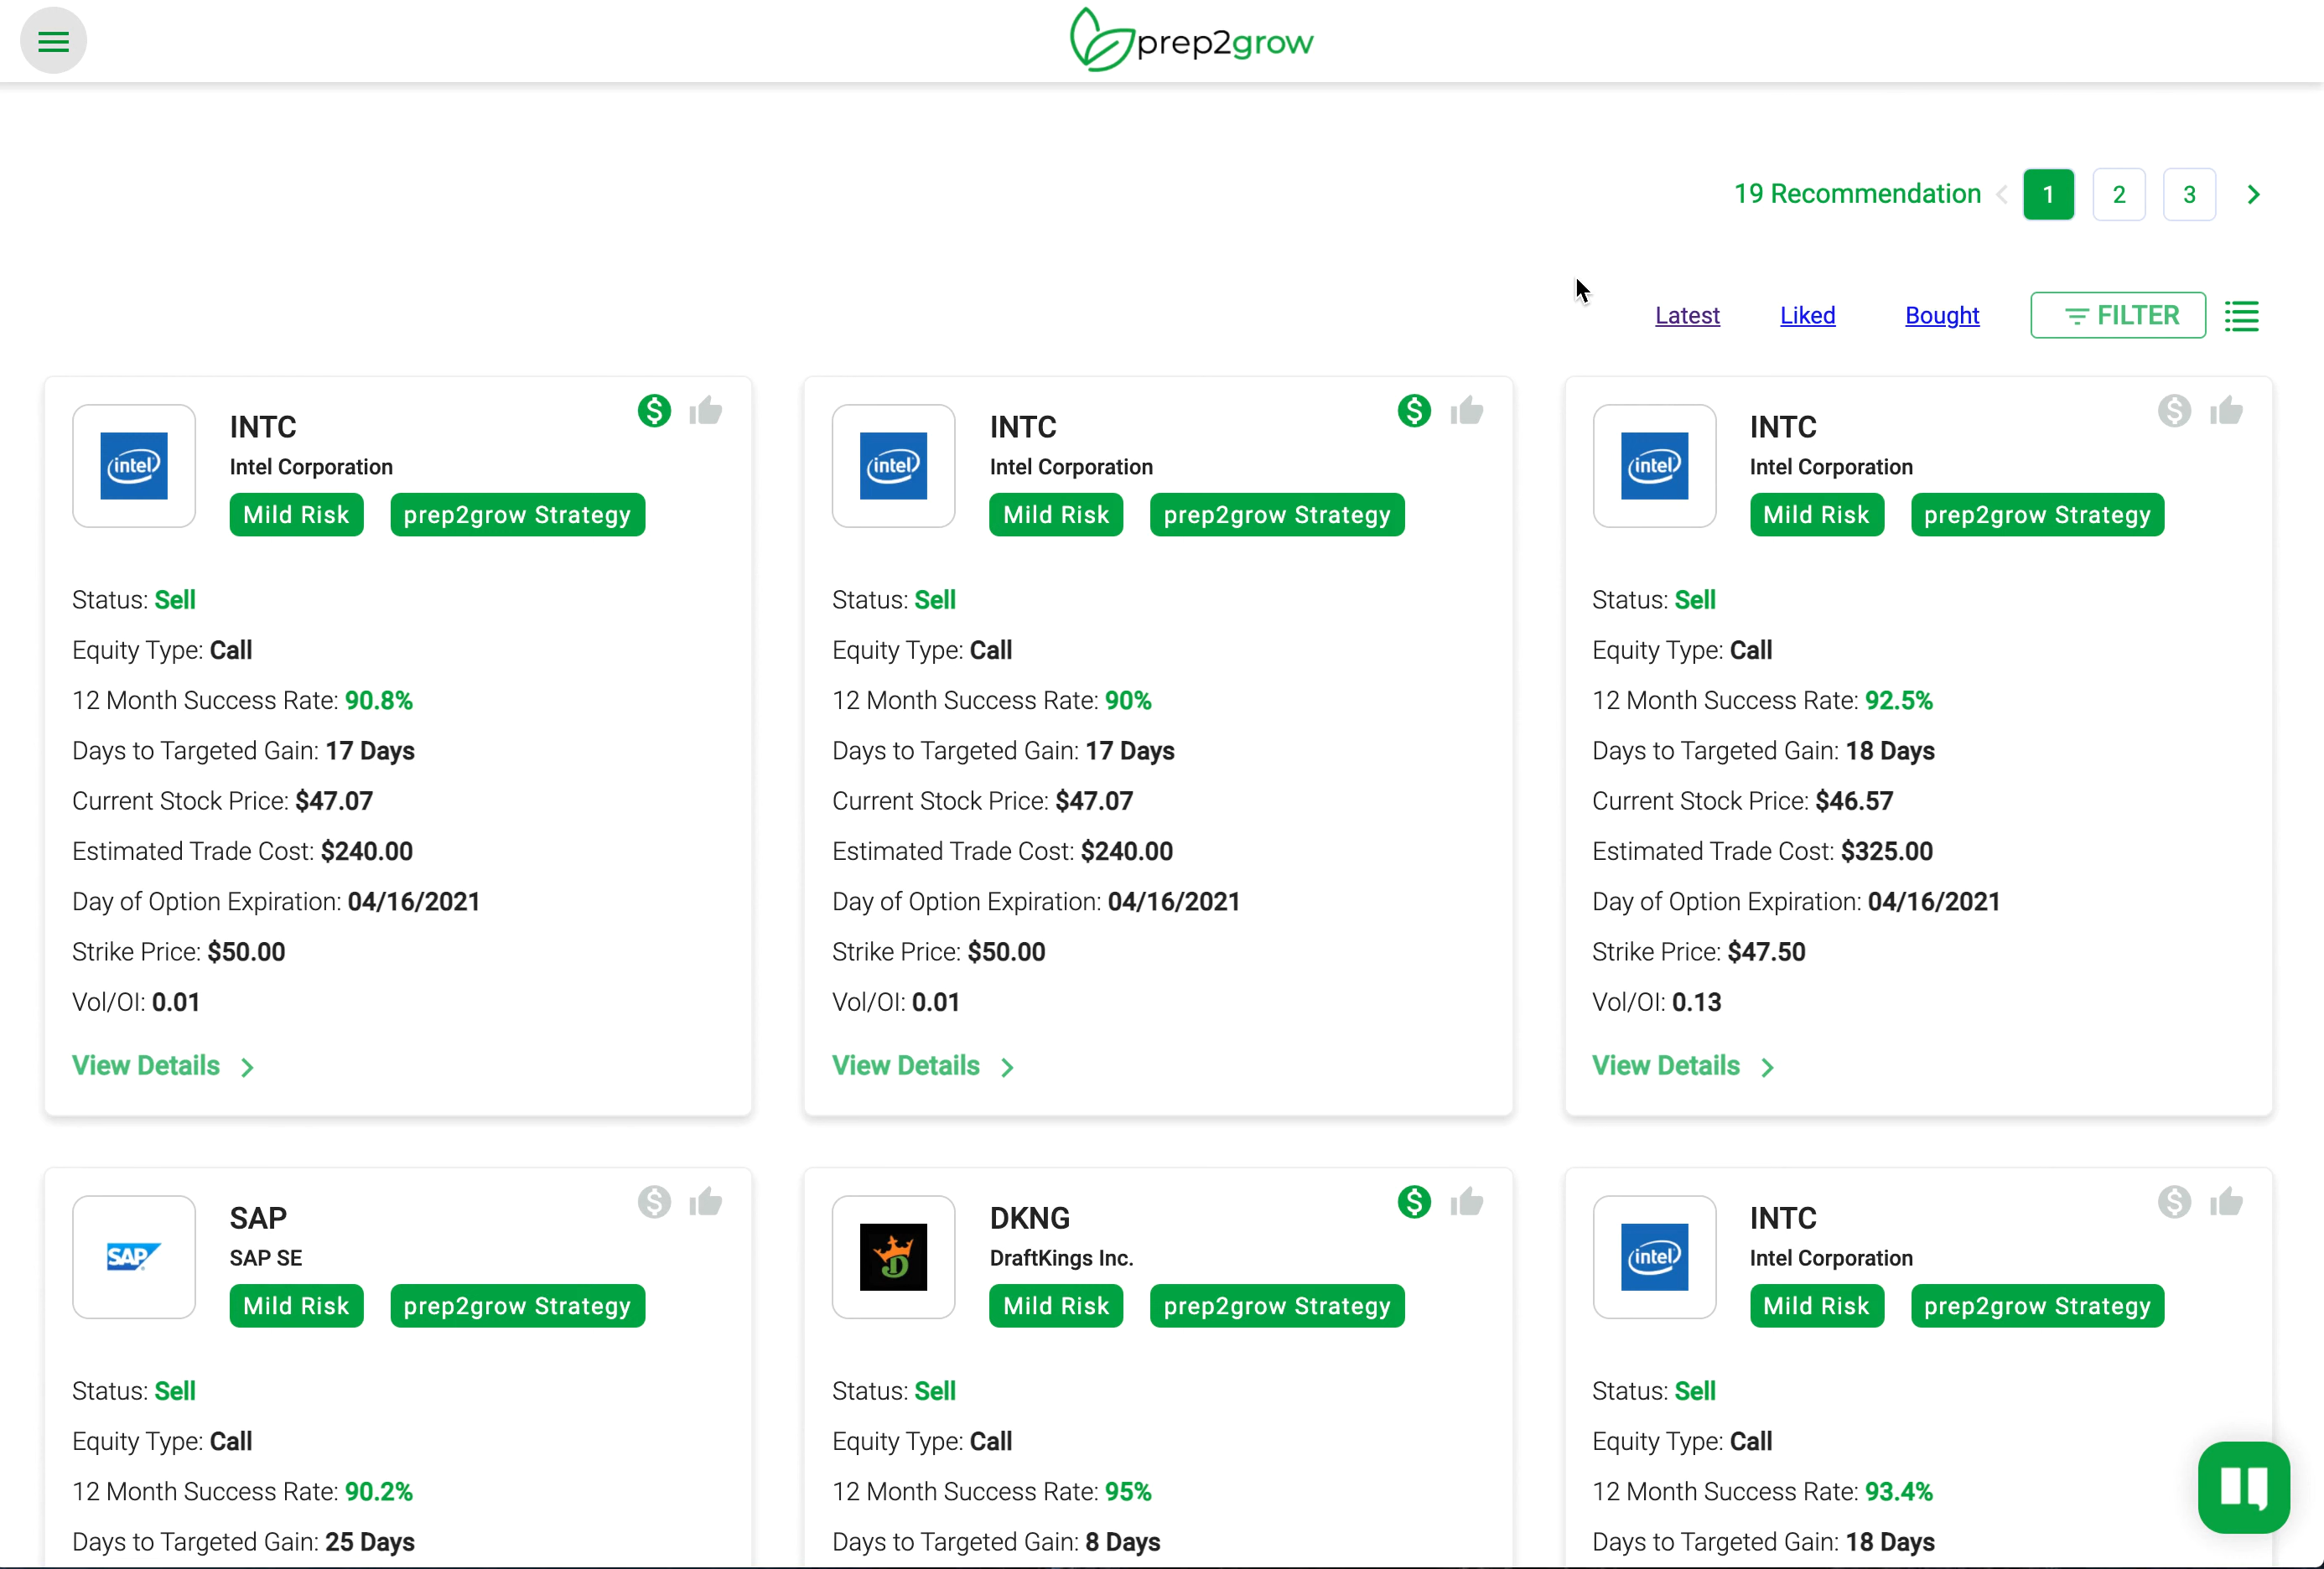 prep2grow
19 Recommendation 1 2 3
Latest Liked Bought FILTER
intel
INTC
Intel Corporation
Mild Risk prep2grow Strategy
Status: Sell
Equity Type: Call
12 Month Success Rate: 90.8%
Days to Targeted Gain: 17 Days
Current Stock Price: $47.07
Estimated Trade Cost: $240.00
Day of Option Expiration: 04/16/2021
Strike Price: $50.00
Vol/OI: 0.01
View Details
intel
INTC
Intel Corporation
Mild Risk prep2grow Strategy
Status: Sell
Equity Type: Call
12 Month Success Rate: 90%
Days to Targeted Gain: 17 Days
Current Stock Price: $47.07
Estimated Trade Cost: $240.00
Day of Option Expiration: 04/16/2021
Strike Price: $50.00
Vol/OI: 0.01
View Details
intel
INTC
Intel Corporation
Mild Risk prep2grow Strategy
Status: Sell
Equity Type: Call
12 Month Success Rate: 92.5%
Days to Targeted Gain: 18 Days
Current Stock Price: $46.57
Estimated Trade Cost: $325.00
Day of Option Expiration: 04/16/2021
Strike Price: $47.50
Vol/OI: 0.13
View Details
SAP
SAP
SAP SE
Mild Risk prep2grow Strategy
Status: Sell
Equity Type: Call
12 Month Success Rate: 90.2%
Days to Targeted Gain: 25 Days
DKNG
DraftKings Inc.
Mild Risk prep2grow Strategy
Status: Sell
Equity Type: Call
12 Month Success Rate: 95%
Days to Targeted Gain: 8 Days
intel
INTC
Intel Corporation
Mild Risk prep2grow Strategy
Status: Sell
Equity Type: Call
12 Month Success Rate: 93.4%
Days to Targeted Gain: 18 Days